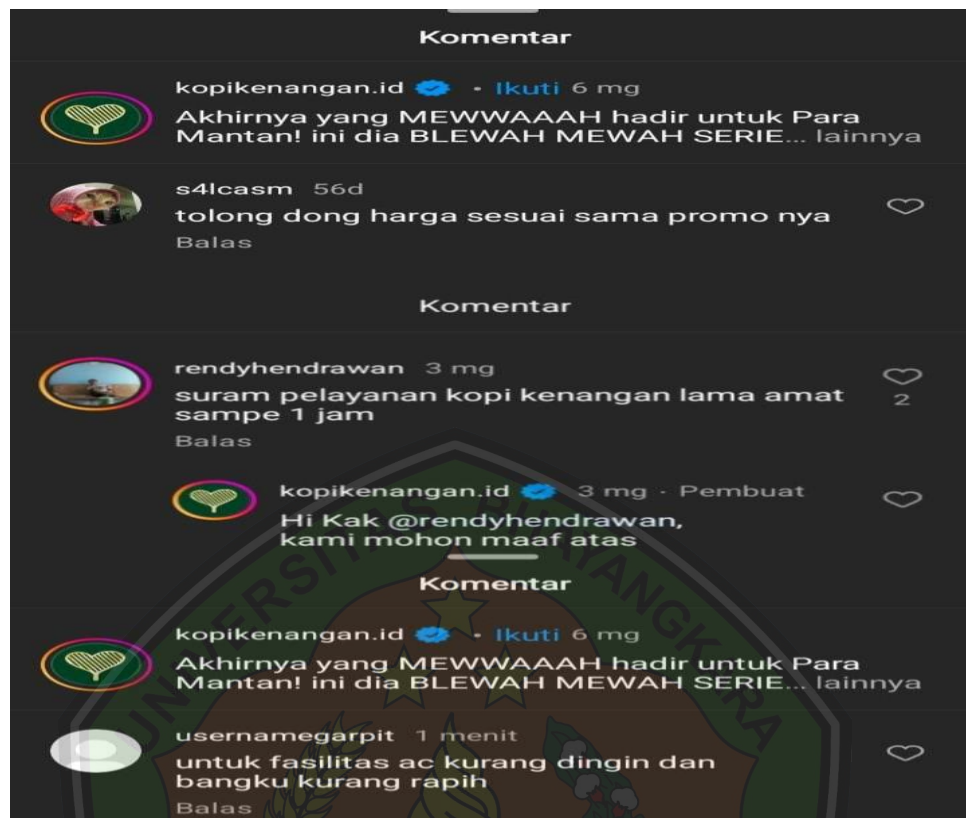 Komentar
kopikenangan.id • Ikuti 6 mg
Akhirnya yang MEWWAAAH hadir untuk Para
Mantan! ini dia BLEWAH MEWAH SERIE... lainnya
s4lcasm 56d
tolong dong harga sesuai sama promo nya
Balas
Komentar
rendyhendrawan 3 mg
suram pelayanan kopi kenangan lama amat
sampe 1 jam
2
Balas
kopikenangan.id 3 mg · Pembuat
Hi Kak @rendyhendrawan,
kami mohon maaf atas
Komentar
kopikenangan.id • Ikuti 6 mg
Akhirnya yang MEWWAAAH hadir untuk Para
Mantan! ini dia BLEWAH MEWAH SERIE... lainnya
usernamegarpit 1 menit
untuk fasilitas ac kurang dingin dan
bangku kurang rapih
Balas
UNIVERSITAS BHAYANGKARA